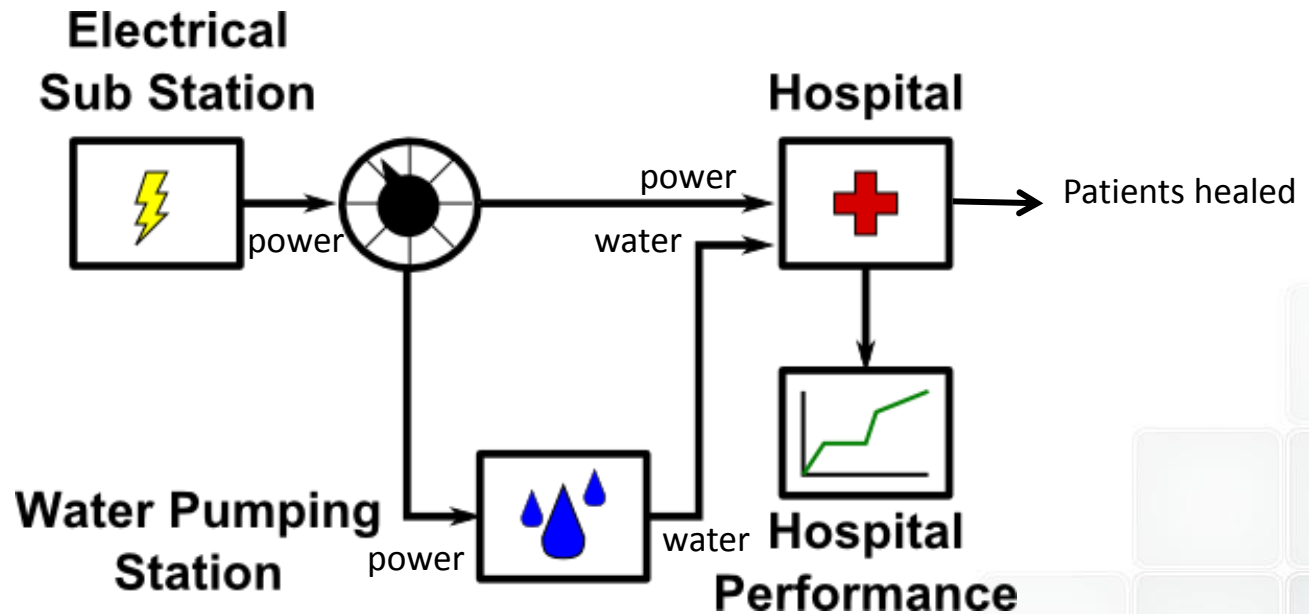 Electrical
Sub Station
Hospital
power
power
water
Patients healed
Water Pumping
Station
power
water
Hospital
Performance